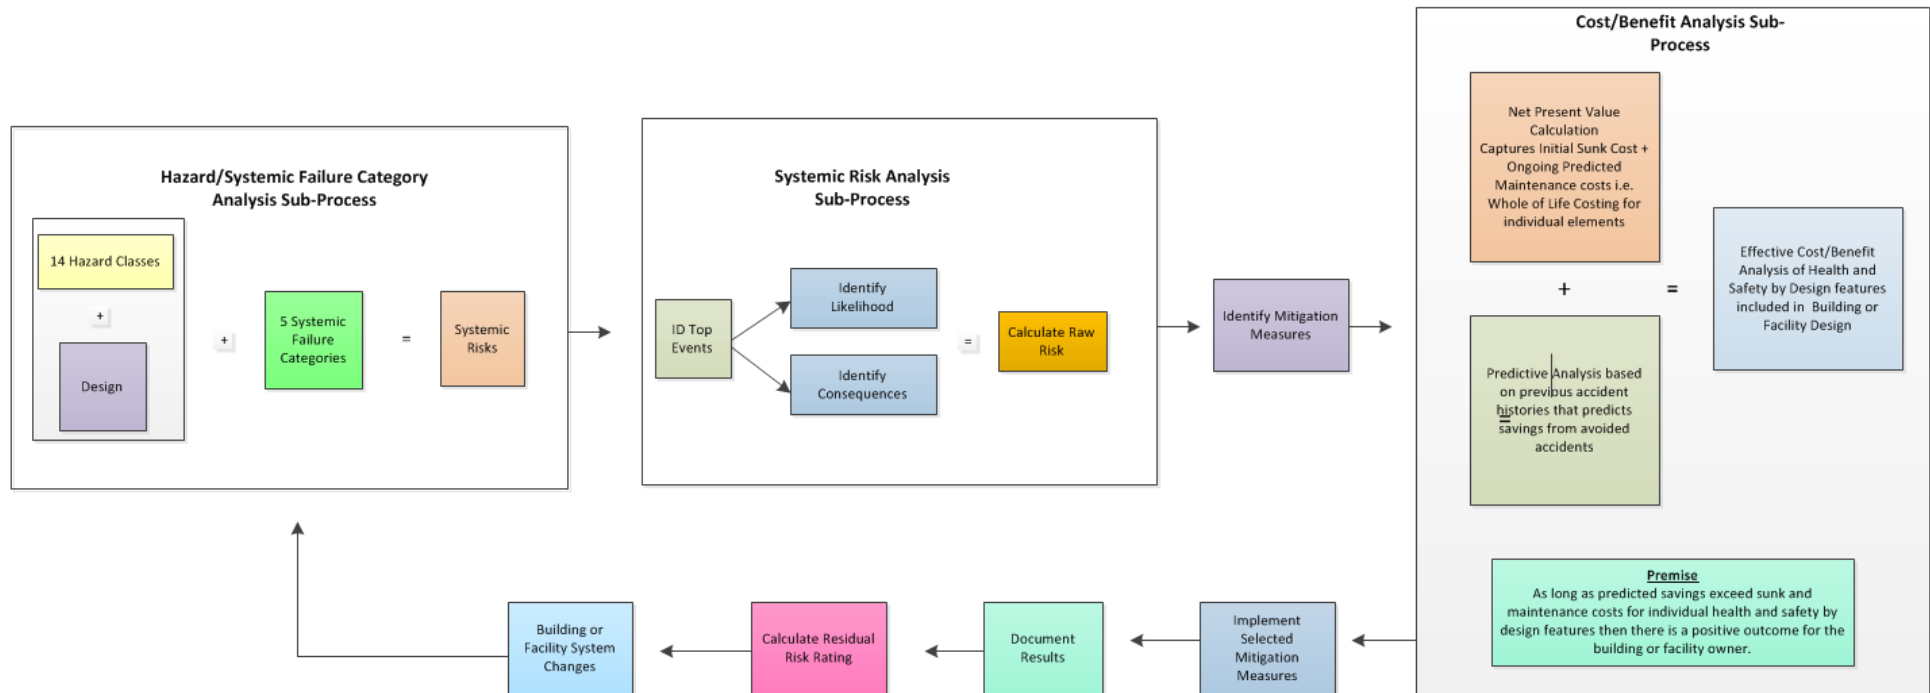 Hazard/Systemic Failure Category
Analysis Sub-Process
14 Hazard Classes
+
Design
+
5 Systemic
Failure
Categories
=
Systemic
Risks
Systemic Risk Analysis
Sub-Process
ID Top
Events
Identify
Likelihood
Identify
Consequences
=
Calculate Raw
Risk
Identify Mitigation
Measures
Cost/Benefit Analysis Sub-
Process
Net Present Value
Calculation
Captures Initial Sunk Cost +
Ongoing Predicted
Maintenance costs i.e.
Whole of Life Costing for
individual elements
+
Predictive Analysis based
on previous accident
histories that predicts
=
savings from avoided
accidents
=
Effective Cost/Benefit
Analysis of Health and
Safety by Design features
included in Building or
Facility Design
Premise
As long as predicted savings exceed sunk and
maintenance costs for individual health and safety by
design features then there is a positive outcome for the
building or facility owner.
Implement
Selected
Mitigation
Measures
Document
Results
Calculate Residual
Risk Rating
Building or
Facility System
Changes